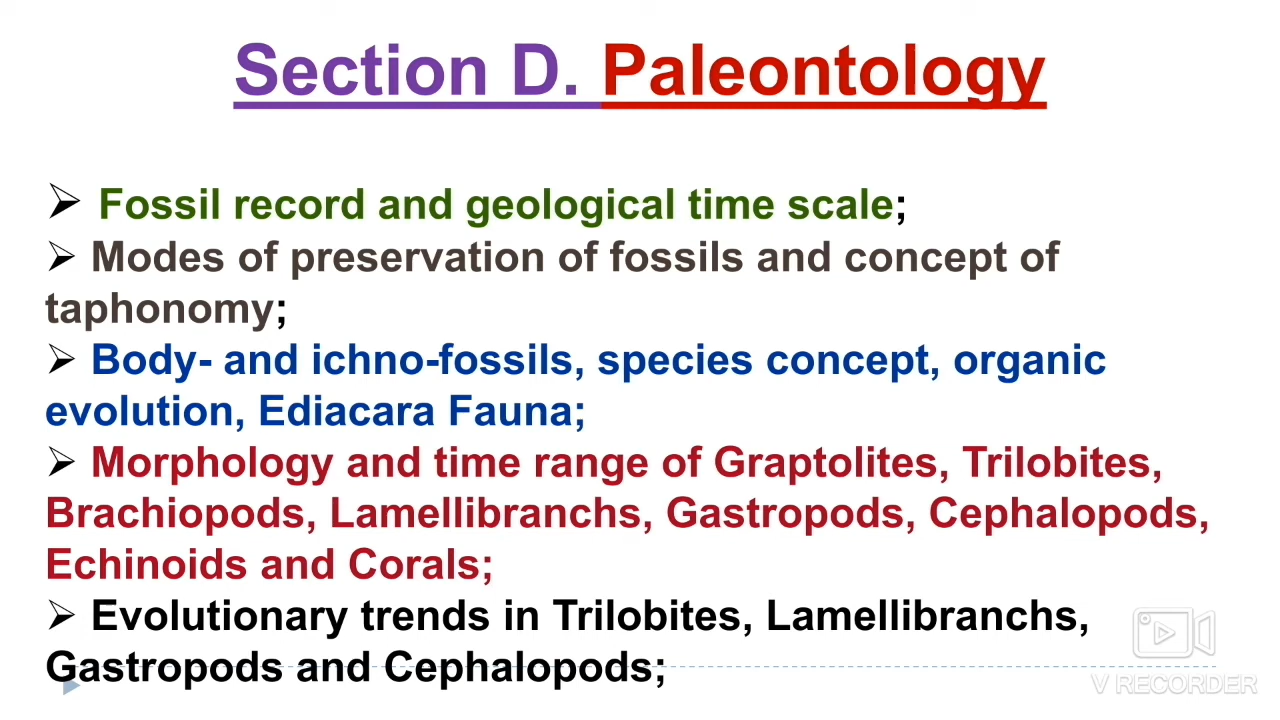 Section D. Paleontology
➢ Fossil record and geological time scale;
➢ Modes of preservation of fossils and concept of
taphonomy;
➢ Body- and ichno-fossils, species concept, organic
evolution, Ediacara Fauna;
➢ Morphology and time range of Graptolites, Trilobites,
Brachiopods, Lamellibranchs, Gastropods, Cephalopods,
Echinoids and Corals;
➢ Evolutionary trends in Trilobites, Lamellibranchs,
Gastropods and Cephalopods;
V RECORDER